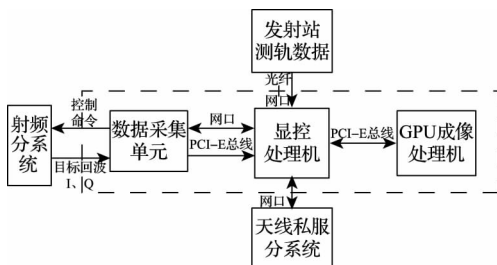 发射站
测轨数据
光纤
网口
控制
命令
射频
分系统
数据采集
单元
网口
PCI-E总线
显控
处理机
PCI-E总线
GPU成像
处理机
目标回波
I、Q
网口
天线私服
分系统